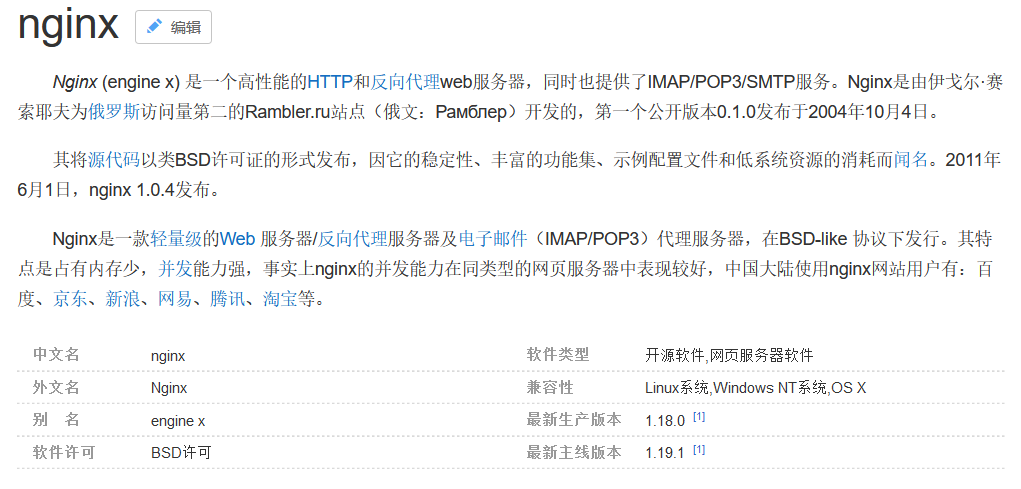 nginx 编辑
Nginx (engine x) 是一个高性能的HTTP和反向代理web服务器，同时也提供了IMAP/POP3/SMTP服务。Nginx是由伊戈尔·赛
索耶夫为俄罗斯访问量第二的Rambler.ru站点（俄文：Рамблер）开发的，第一个公开版本0.1.0发布于2004年10月4日。
其将源代码以类BSD许可证的形式发布，因它的稳定性、丰富的功能集、示例配置文件和低系统资源的消耗而闻名。2011年
6月1日，nginx 1.0.4发布。
Nginx是一款轻量级的Web 服务器/反向代理服务器及电子邮件（IMAP/POP3）代理服务器，在BSD-like 协议下发行。其特
点是占有内存少，并发能力强，事实上nginx的并发能力在同类型的网页服务器中表现较好，中国大陆使用nginx网站用户有：百
度、京东、新浪、网易、腾讯、淘宝等。
中文名 nginx 软件类型 开源软件,网页服务器软件
外文名 Nginx 兼容性 Linux系统,Windows NT系统,OS X
别 名 engine x 最新生产版本 1.18.0 [1]
软件许可 BSD许可 最新主线版本 1.19.1 [1]